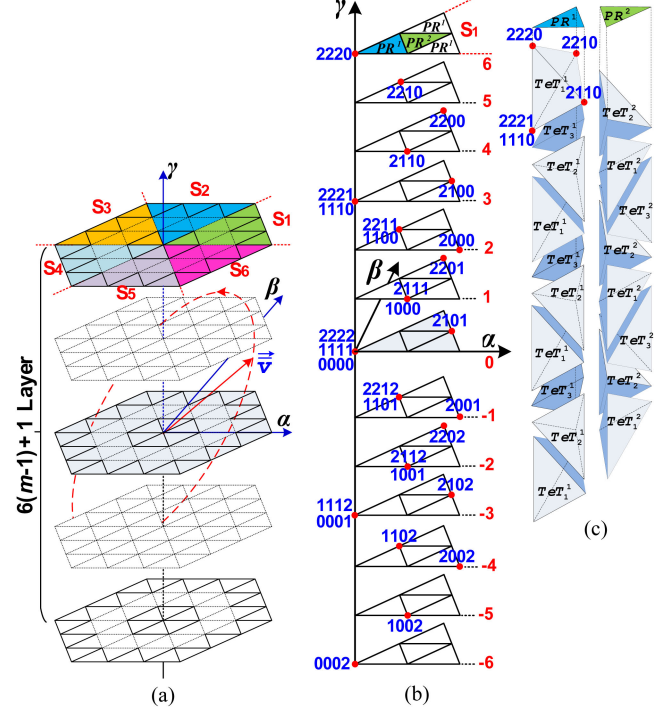 γ
S3
S2
S1
S4
S5
S6
β
v
α
6(m-1)+1 Layer
(a)
γ
PR¹
S1
PR¹
PR²
PR¹
2220
6
2210
5
2200
2110
4
2221
1110
2100
3
2211
1100
2000
2
β
2201
2111
1000
1
α
2222
1111
0000
2101
0
2212
1101
2001
-1
2202
2112
1001
-2
1112
0001
2102
-3
1102
2002
-4
1002
-5
0002
-6
(b)
PR¹
PR²
2220
2210
TeT₁¹
2110
2221
1110
TeT₃¹
TeT₂¹
TeT₁¹
TeT₃¹
TeT₂¹
TeT₁¹
TeT₃¹
TeT₂¹
TeT₁¹
TeT₂²
TeT₁²
TeT₃²
TeT₂²
TeT₁²
TeT₃²
TeT₂²
TeT₁²
(c)